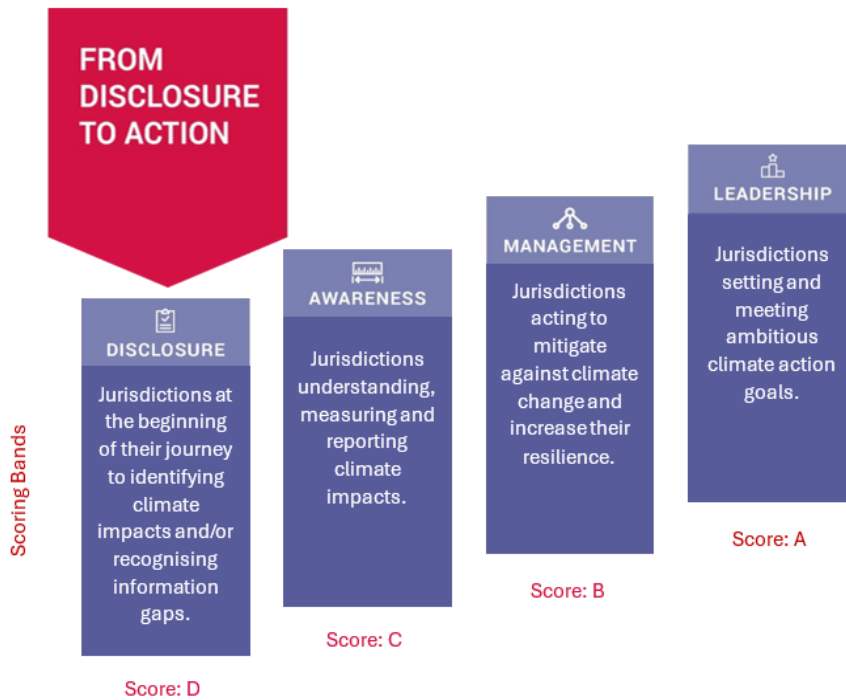 FROM
DISCLOSURE
TO ACTION
DISCLOSURE
Jurisdictions at
the beginning
of their journey
to identifying
climate
impacts and/or
recognising
information
gaps.
Score: D
AWARENESS
Jurisdictions
understanding,
measuring and
reporting
climate
impacts.
Score: C
MANAGEMENT
Jurisdictions
acting to
mitigate
against climate
change and
increase their
resilience.
Score: B
LEADERSHIP
Jurisdictions
setting and
meeting
ambitious
climate action
goals.
Score: A
Scoring Bands